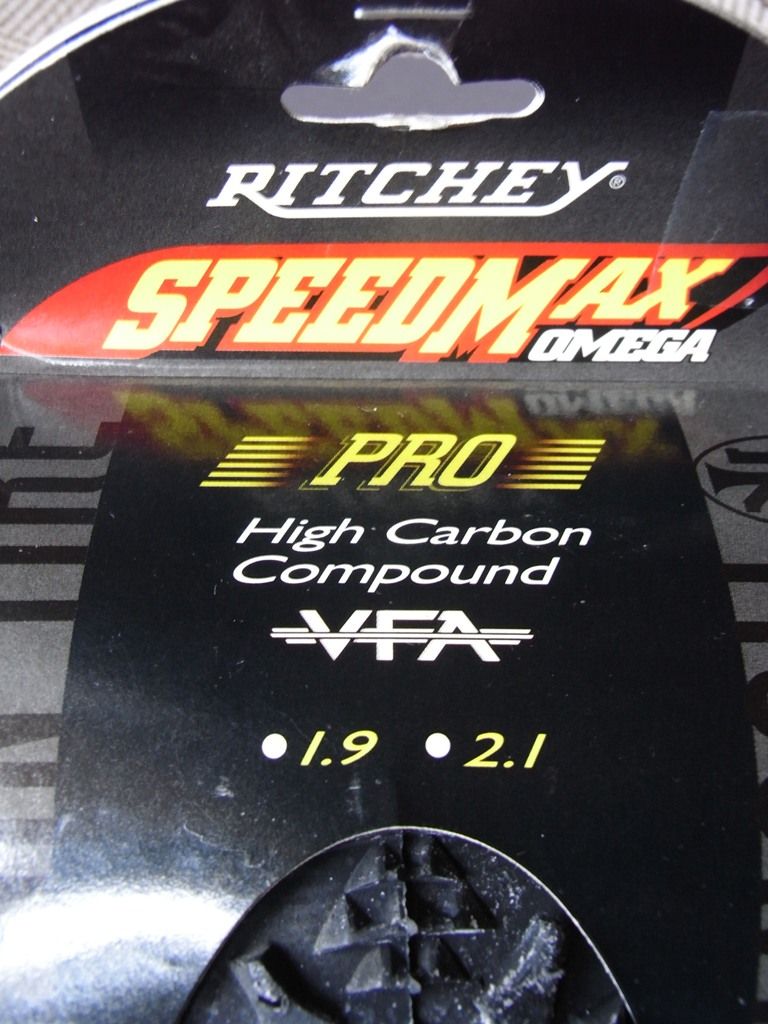 RITCHEY®
SPEEDMAX
OMEGA
PRO
High Carbon
Compound
VFA
1.9 2.1